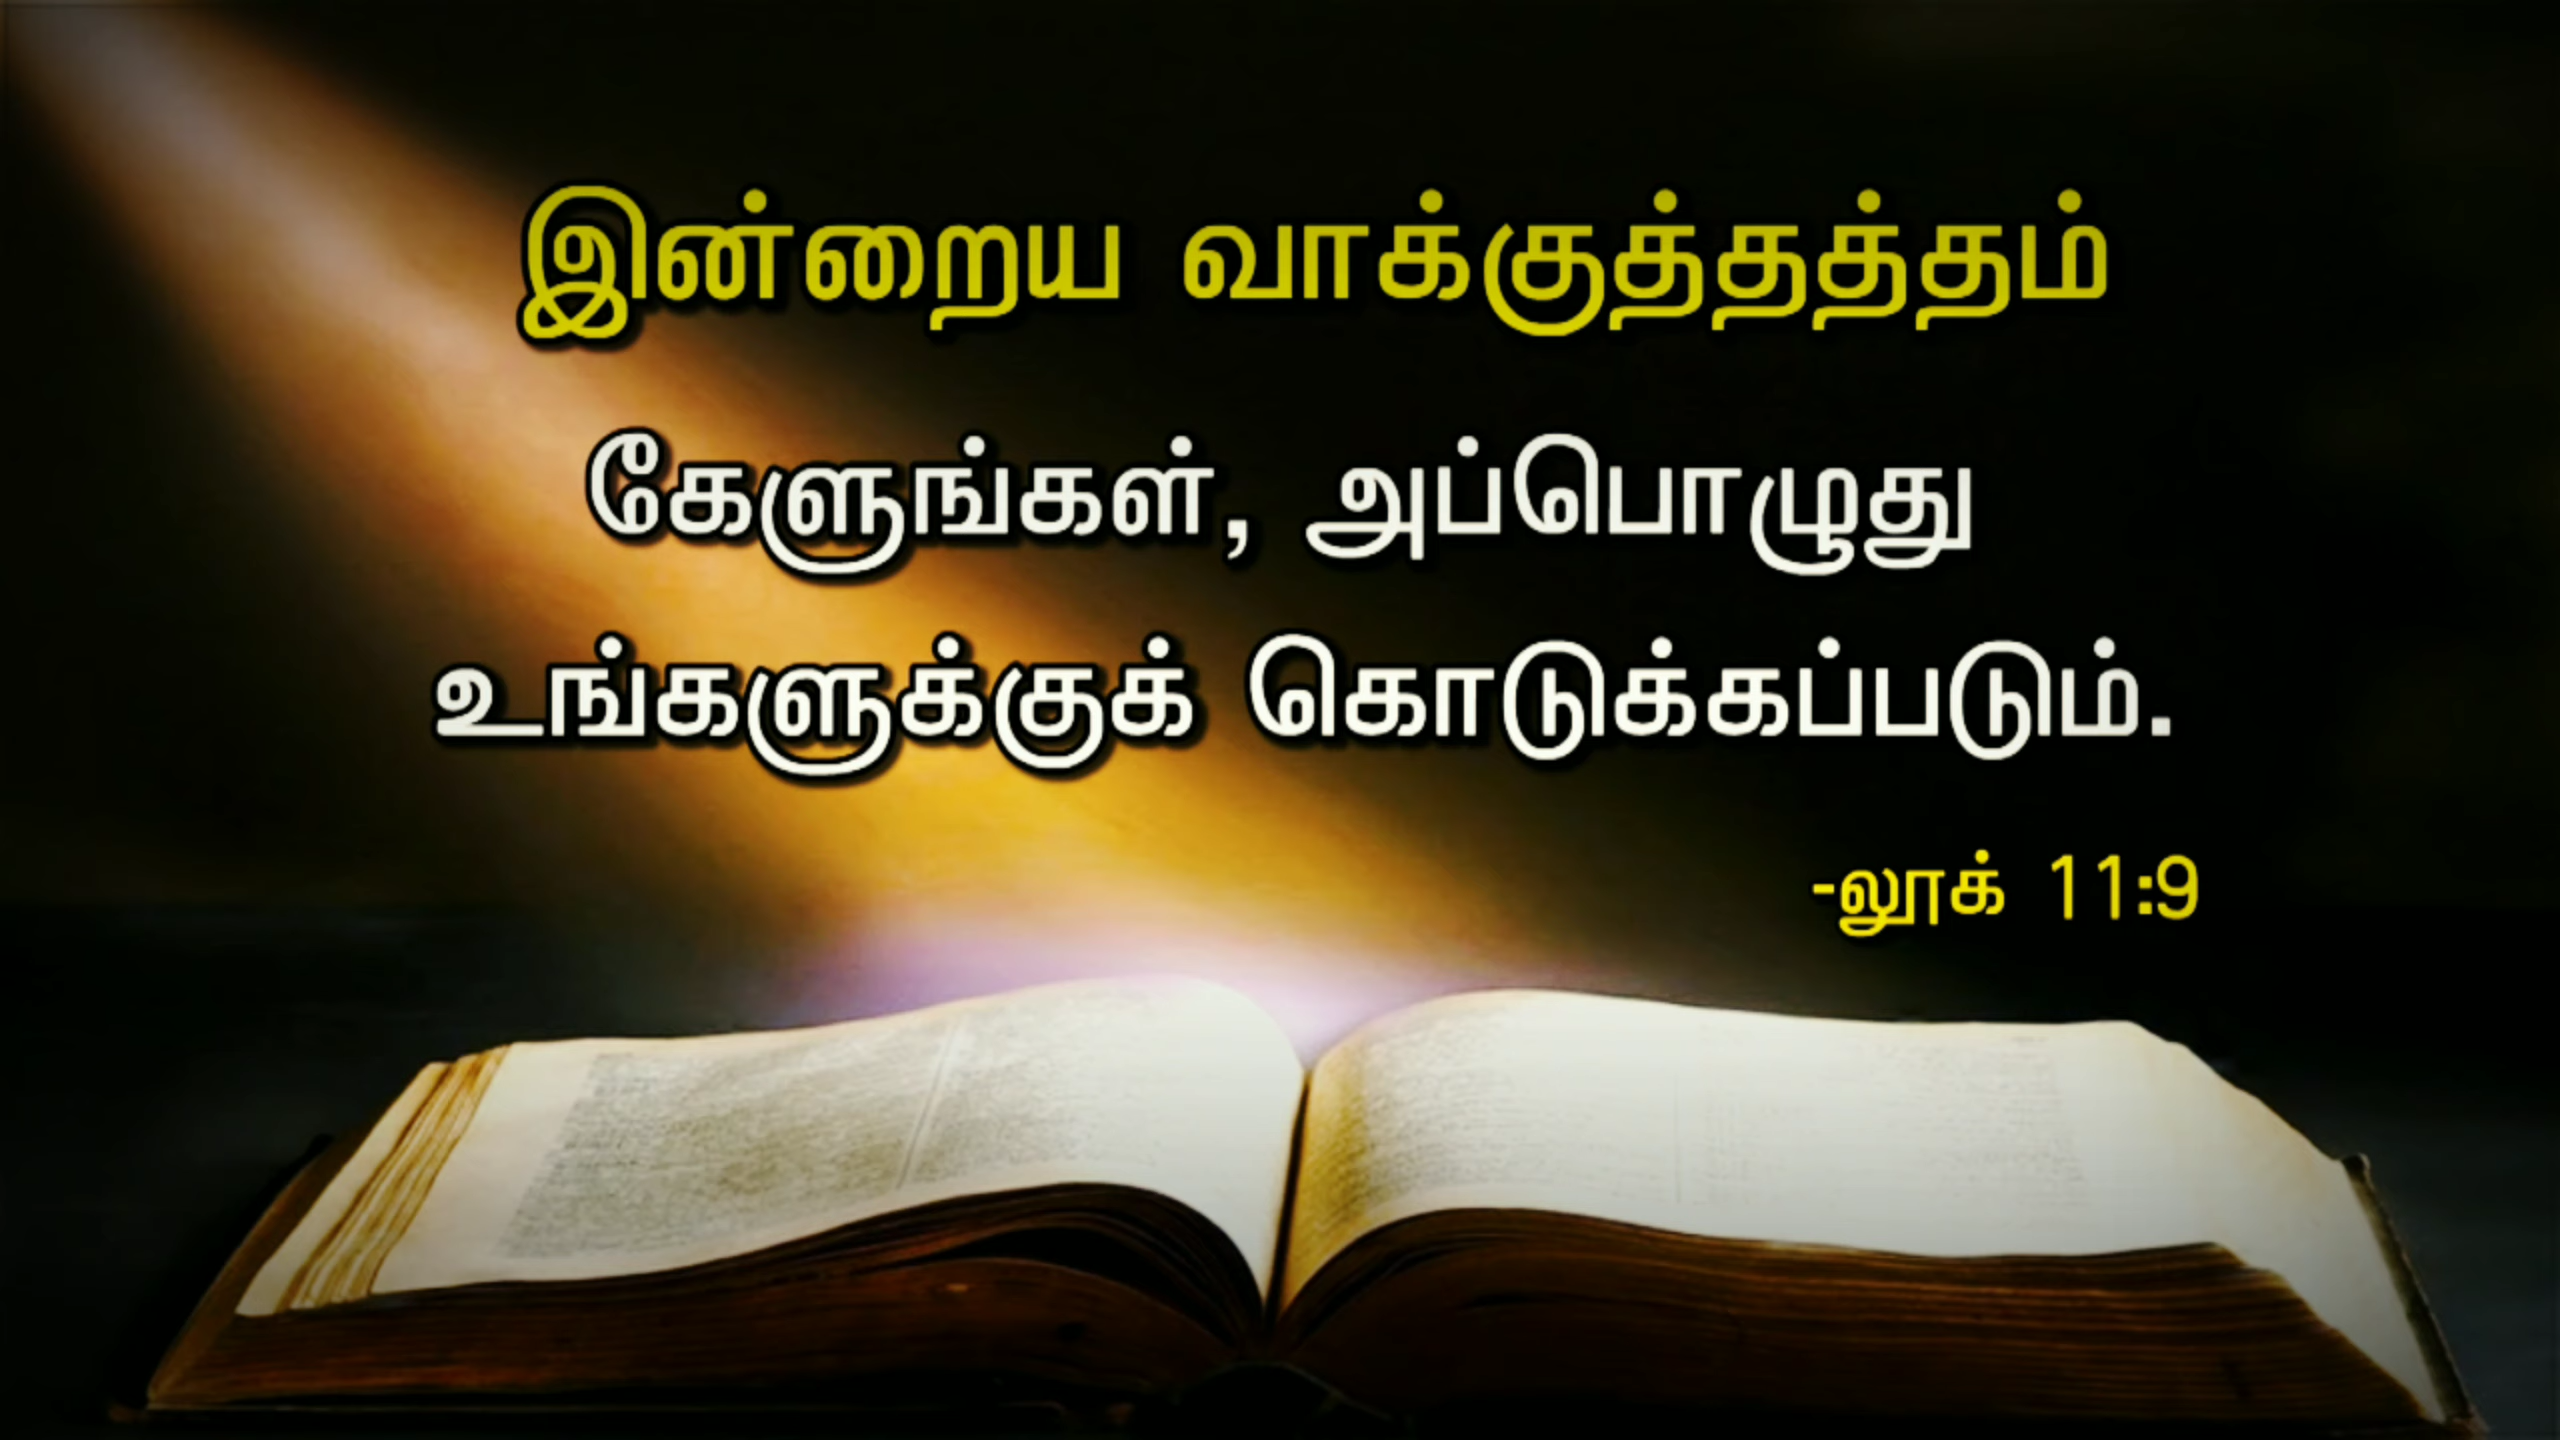 இன்றைய வாக்குத்தத்தம்
கேளுங்கள், அப்பொழுது
உங்களுக்குக் கொடுக்கப்படும்.
-லூக் 11:9